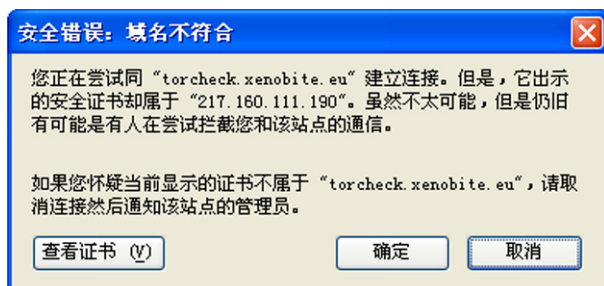 安全错误：域名不符合
您正在尝试同 "torcheck.xenobite.eu" 建立连接。但是，它出示
的安全证书却属于 "217.160.111.190"。虽然不太可能，但是仍旧
有可能是有人在尝试拦截您和该站点的通信。
如果您怀疑当前显示的证书不属于 "torcheck.xenobite.eu"，请取
消连接然后通知该站点的管理员。
查看证书 (V)
确定
取消